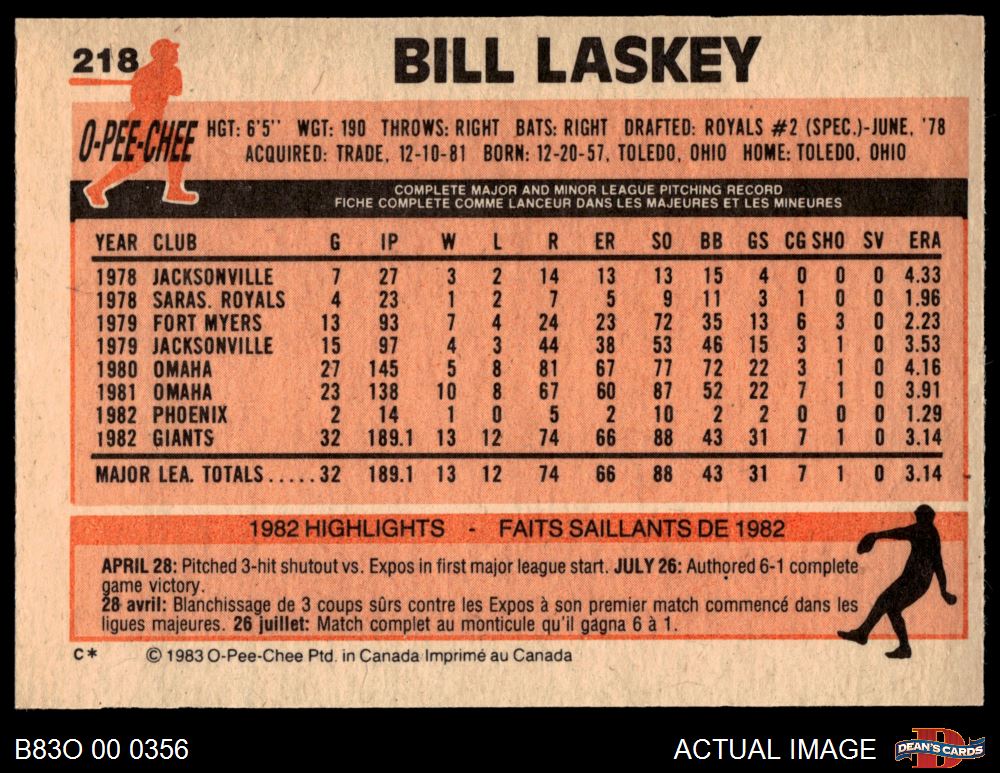 218
BILL LASKEY
O-PEE-CHEE
HGT: 6'5" WGT: 190 THROWS: RIGHT BATS: RIGHT DRAFTED: ROYALS #2 (SPEC.)-JUNE, '78
ACQUIRED: TRADE, 12-10-81 BORN: 12-20-57, TOLEDO, OHIO HOME: TOLEDO, OHIO
COMPLETE MAJOR AND MINOR LEAGUE PITCHING RECORD
FICHE COMPLETE COMME LANCEUR DANS LES MAJEURES ET LES MINEURES
YEAR CLUB G IP W L R ER SO BB GS CG SHO SV ERA
1978 JACKSONVILLE 7 27 3 2 14 13 13 15 4 0 0 0 4.33
1978 SARAS. ROYALS 4 23 1 2 7 5 9 11 3 1 0 0 1.96
1979 FORT MYERS 13 93 7 4 24 23 72 35 13 6 3 0 2.23
1979 JACKSONVILLE 15 97 4 3 44 38 53 46 15 3 1 0 3.53
1980 OMAHA 27 145 5 8 81 67 77 72 22 3 1 0 4.16
1981 OMAHA 23 138 10 8 67 60 87 52 22 7 1 0 3.91
1982 PHOENIX 2 14 1 0 5 2 10 2 2 0 0 0 1.29
1982 GIANTS 32 189.1 13 12 74 66 88 43 31 7 1 0 3.14
MAJOR LEA. TOTALS.....32 189.1 13 12 74 66 88 43 31 7 1 0 3.14
1982 HIGHLIGHTS - FAITS SAILLANTS DE 1982
APRIL 28: Pitched 3-hit shutout vs. Expos in first major league start. JULY 26: Authored 6-1 complete
game victory.
28 avril: Blanchissage de 3 coups sûrs contre les Expos à son premier match commencé dans les
ligues majeures. 26 juillet: Match complet au monticule qu'il gagna 6 à 1.
C* © 1983 O-Pee-Chee Ptd. in Canada Imprimé au Canada
B83O 00 0356
ACTUAL IMAGE
D
DEAN'S CARDS